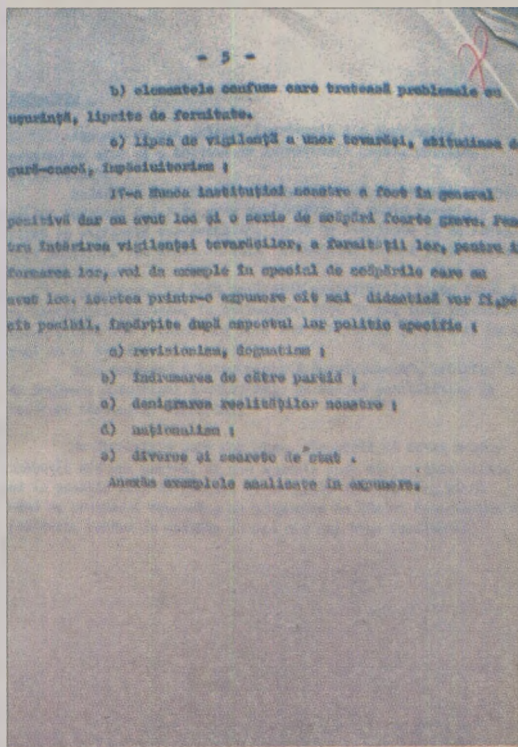 - 5 -
b) elementele confuze care tratează problemele cu
ușurință, lipsite de fermitate.
c) lipsa de vigilență a unor tovarăși, atitudinea de
gură-cască, împăciuitorism ;
IV-a Munca instituției noastre a fost în general
pozitivă dar au avut loc și o serie de scăpări foarte grave. Pen
tru întărirea vigilenței tovarășilor, a fermității lor, pentru in
formarea lor, voi da exemple în special de scăpările care au
avut loc. Acestea printr-o expunere cît mai didactică vor fi,pe
cît posibil, împărțite după aspectul lor politic specific :
a) revizionism, dogmatism ;
b) îndrumarea de către partid ;
c) denigrarea realităților noastre ;
d) naționalism ;
e) diverse și secrete de stat .
Anexăm exemplele analizate în expunere.